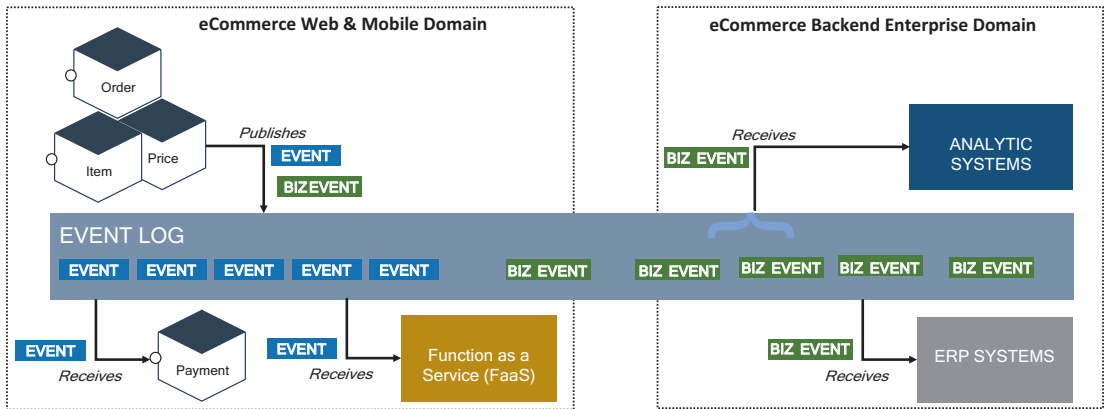 eCommerce Web & Mobile Domain
Order
Item
Price
Publishes
EVENT
BIZ EVENT
eCommerce Backend Enterprise Domain
Receives
BIZ EVENT
ANALYTIC
SYSTEMS
EVENT LOG
EVENT
EVENT
EVENT
EVENT
EVENT
BIZ EVENT
BIZ EVENT
BIZ EVENT
BIZ EVENT
BIZ EVENT
EVENT
Receives
Payment
EVENT
Receives
Function as a
Service (FaaS)
BIZ EVENT
Receives
ERP SYSTEMS